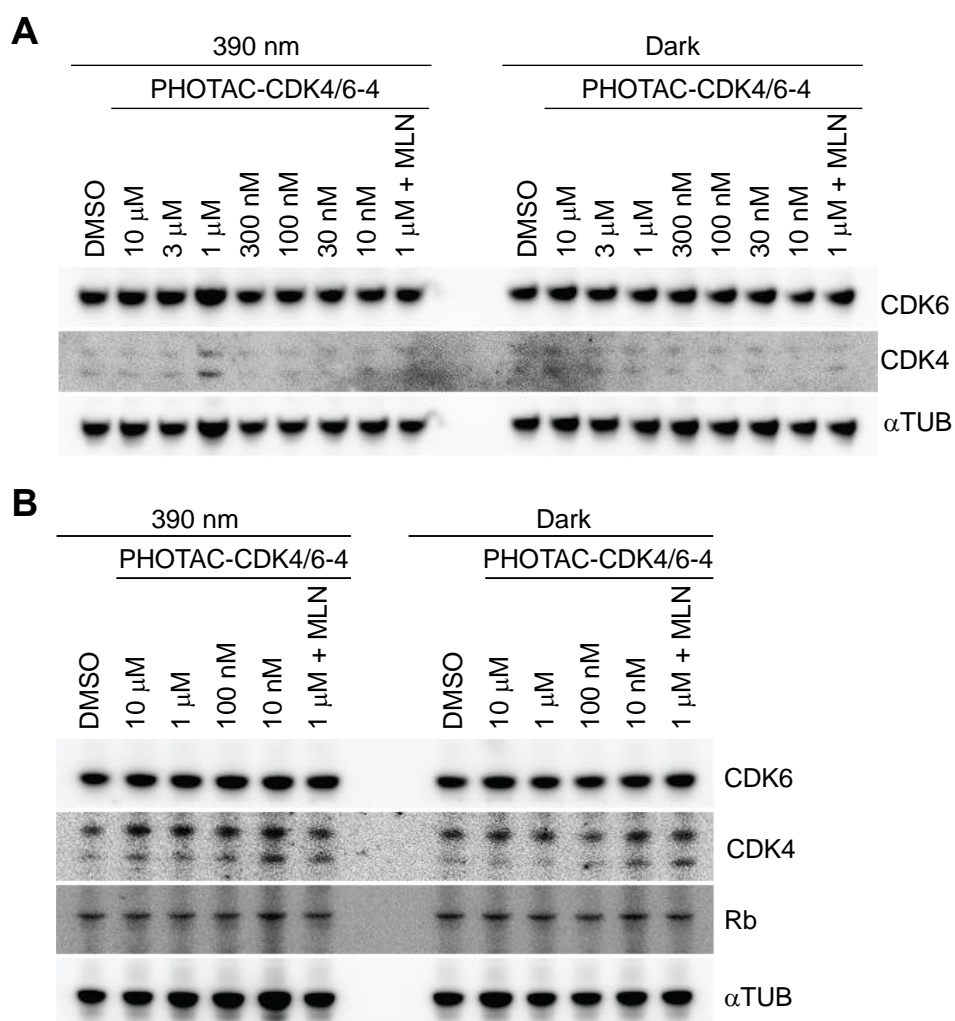 A
390 nm Dark
PHOTAC-CDK4/6-4 PHOTAC-CDK4/6-4
DMSO 10 μM 3 μM 1 μM 300 nM 100 nM 30 nM 10 nM 1 μM + MLN DMSO 10 μM 3 μM 1 μM 300 nM 100 nM 30 nM 10 nM 1 μM + MLN
CDK6
CDK4
αTUB
B
390 nm Dark
PHOTAC-CDK4/6-4 PHOTAC-CDK4/6-4
DMSO 10 μM 1 μM 100 nM 10 nM 1 μM + MLN DMSO 10 μM 1 μM 100 nM 10 nM 1 μM + MLN
CDK6
CDK4
Rb
αTUB